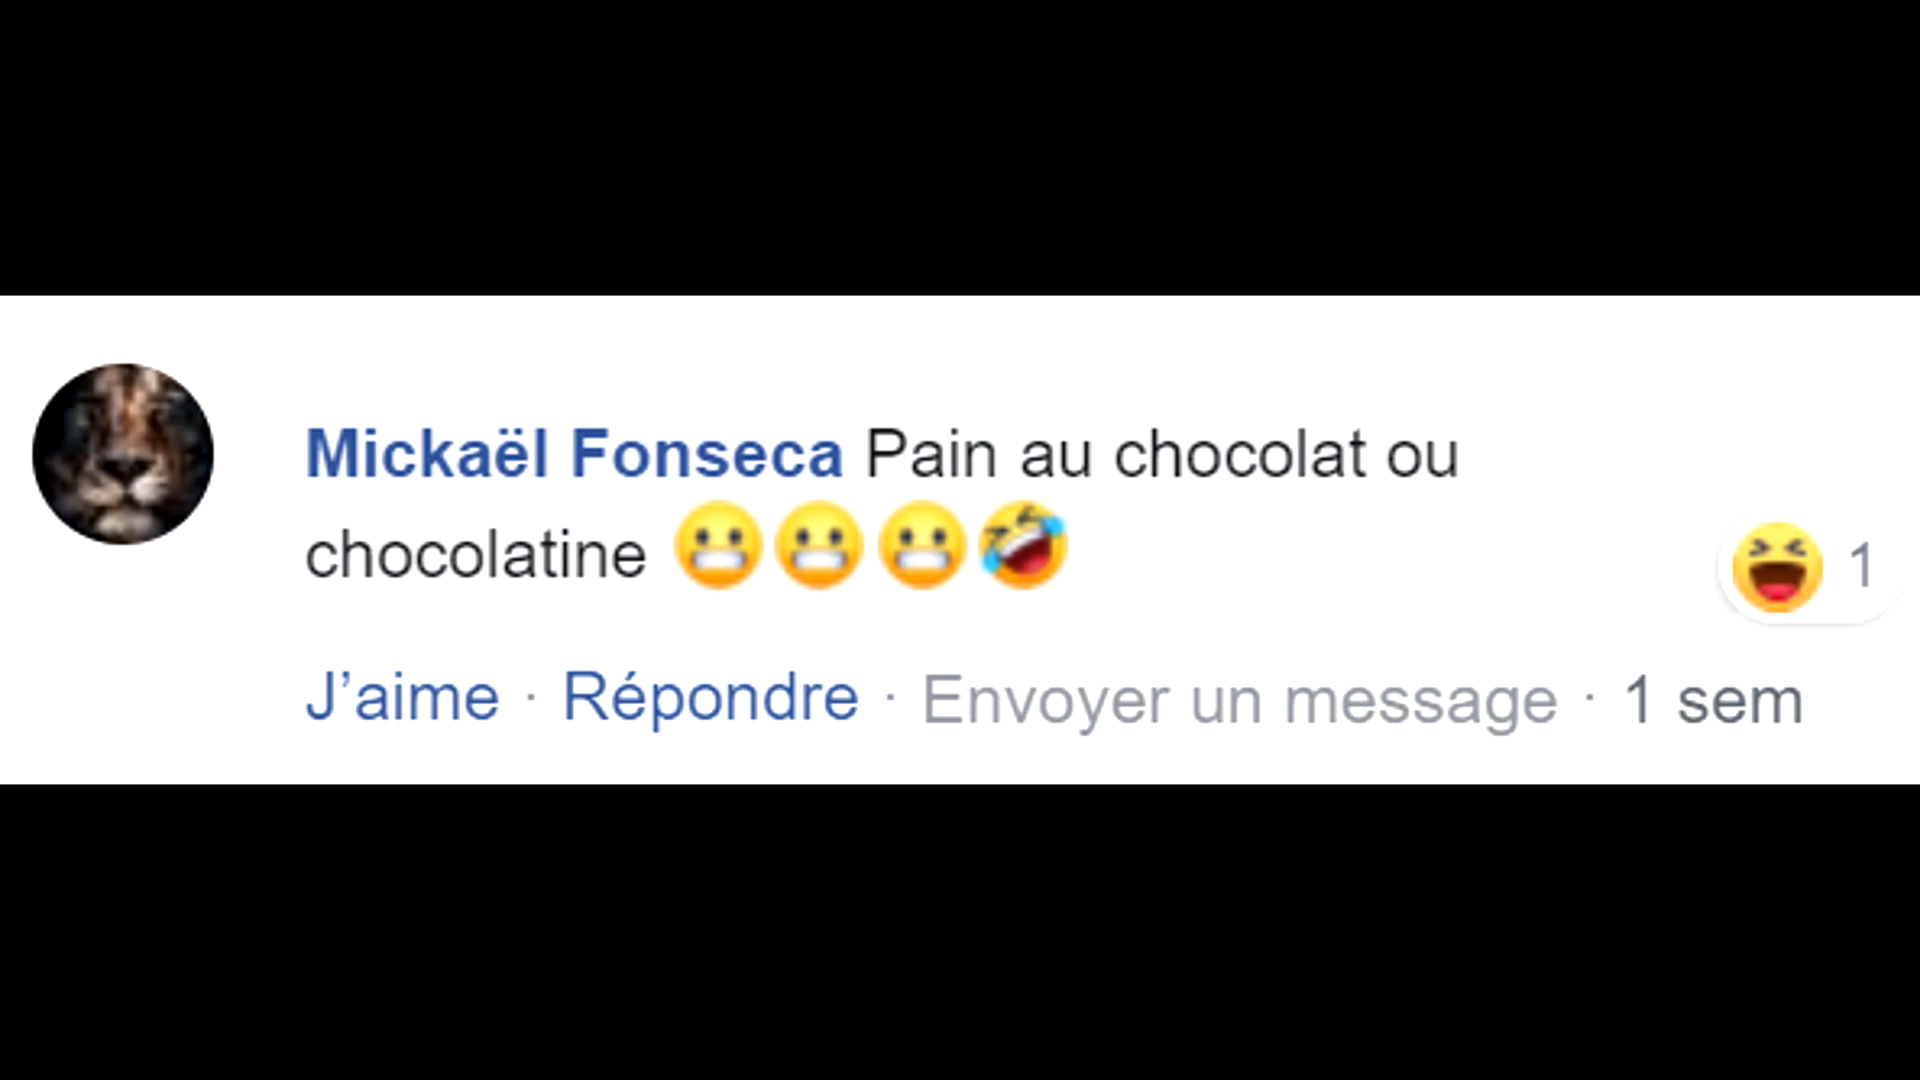 Mickaël Fonseca Pain au chocolat ou
chocolatine 😬😬😬🤣
1
J’aime · Répondre · Envoyer un message · 1 sem